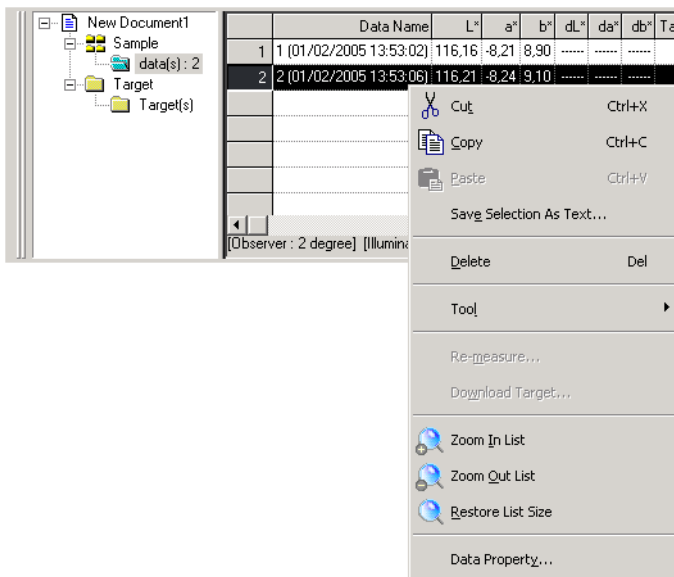 New Document1
Sample
data(s) : 2
Target
Target(s)
Data Name L* a* b* dL* da* db* Ta
1 1 (01/02/2005 13:53:02) 116,16 -8,21 8,90 ----- ----- -----
2 2 (01/02/2005 13:53:06) 116,21 -8,24 9,10 ----- ----- -----
[Observer : 2 degree] [Illumina
Cut Ctrl+X
Copy Ctrl+C
Paste Ctrl+V
Save Selection As Text...
Delete Del
Tool
Re-measure...
Download Target...
Zoom In List
Zoom Out List
Restore List Size
Data Property...